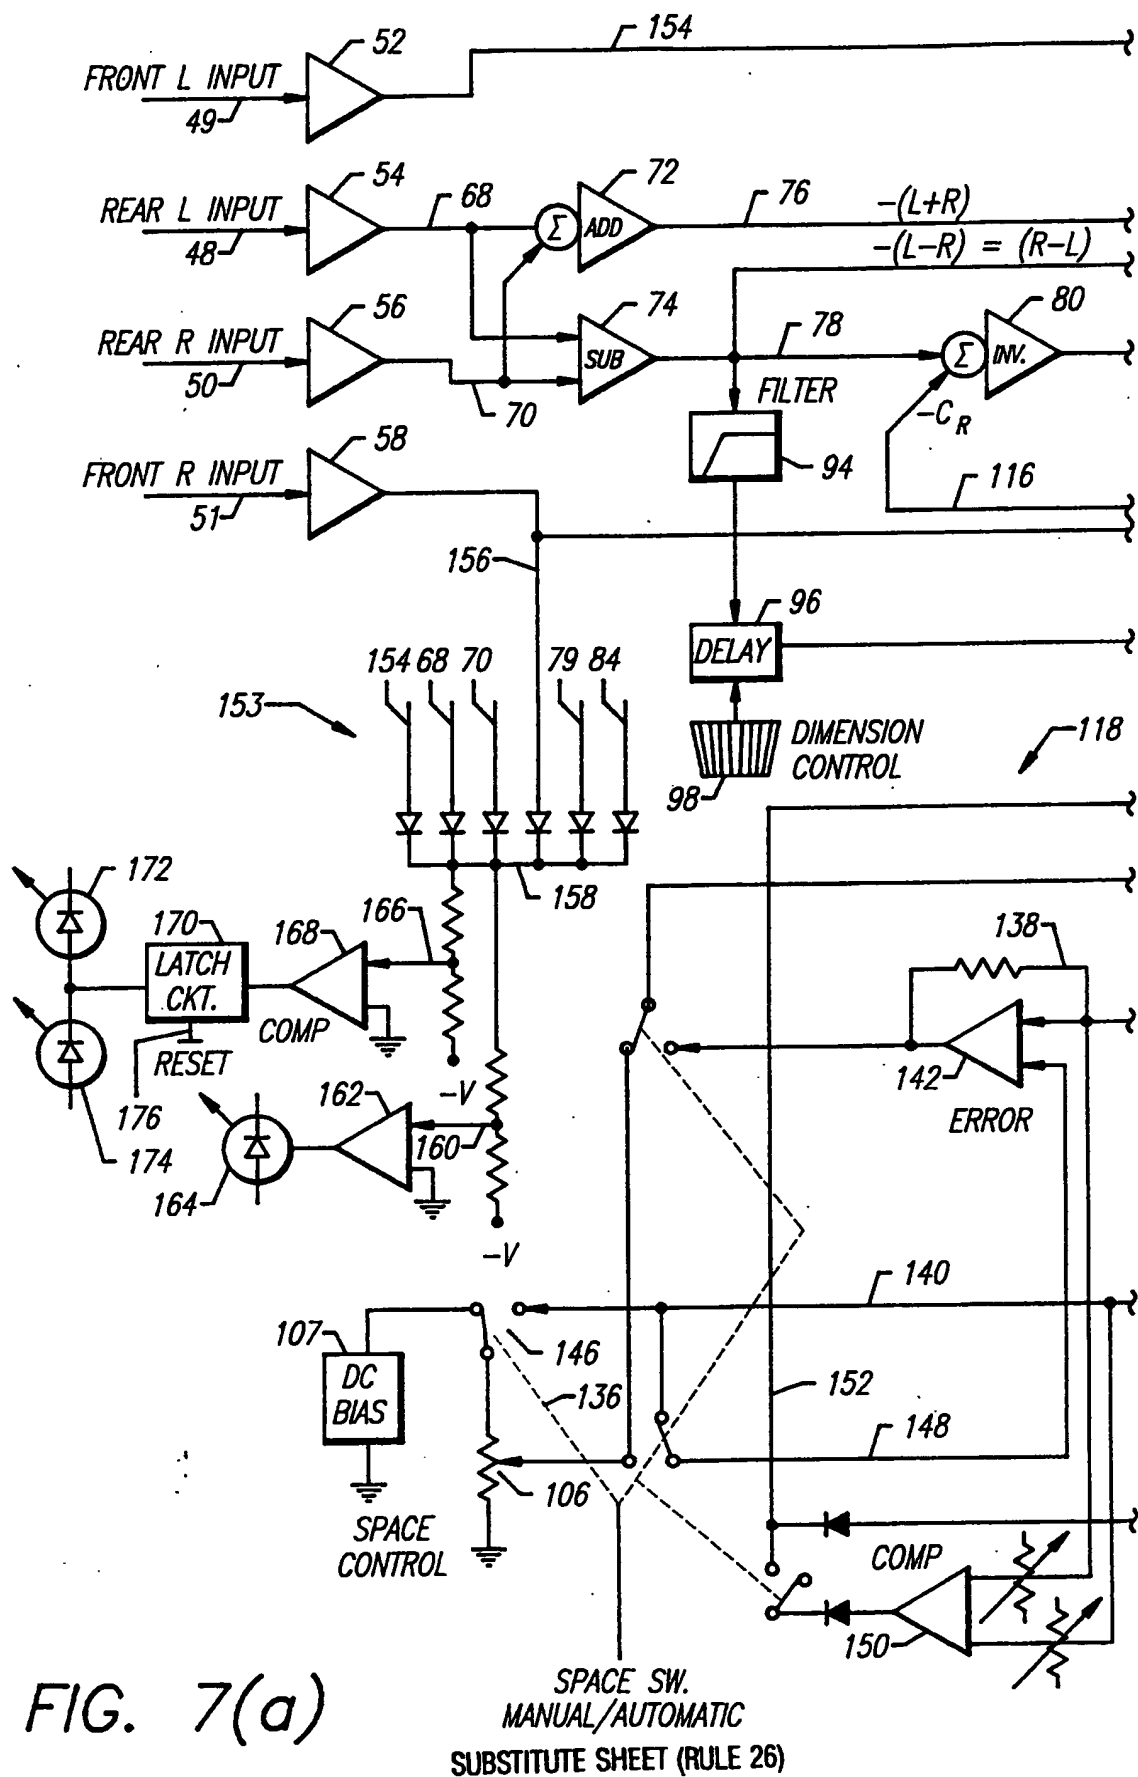 52
154
FRONT L INPUT
49
54
68
72
76
-(L+R)
REAR L INPUT
48
Σ
ADD
-(L-R) = (R-L)
56
74
78
80
REAR R INPUT
50
SUB
Σ
INV.
70
FILTER
-C R
58
94
FRONT R INPUT
51
116
156
96
DELAY
154
68
70
79
84
153
DIMENSION
CONTROL
98
118
172
158
170
168
166
138
LATCH
CKT.
COMP
RESET
142
176
-V
162
160
ERROR
174
164
-V
140
107
146
DC
BIAS
136
152
148
106
SPACE
CONTROL
COMP
150
SPACE SW.
MANUAL/AUTOMATIC
FIG. 7(a)
SUBSTITUTE SHEET (RULE 26)